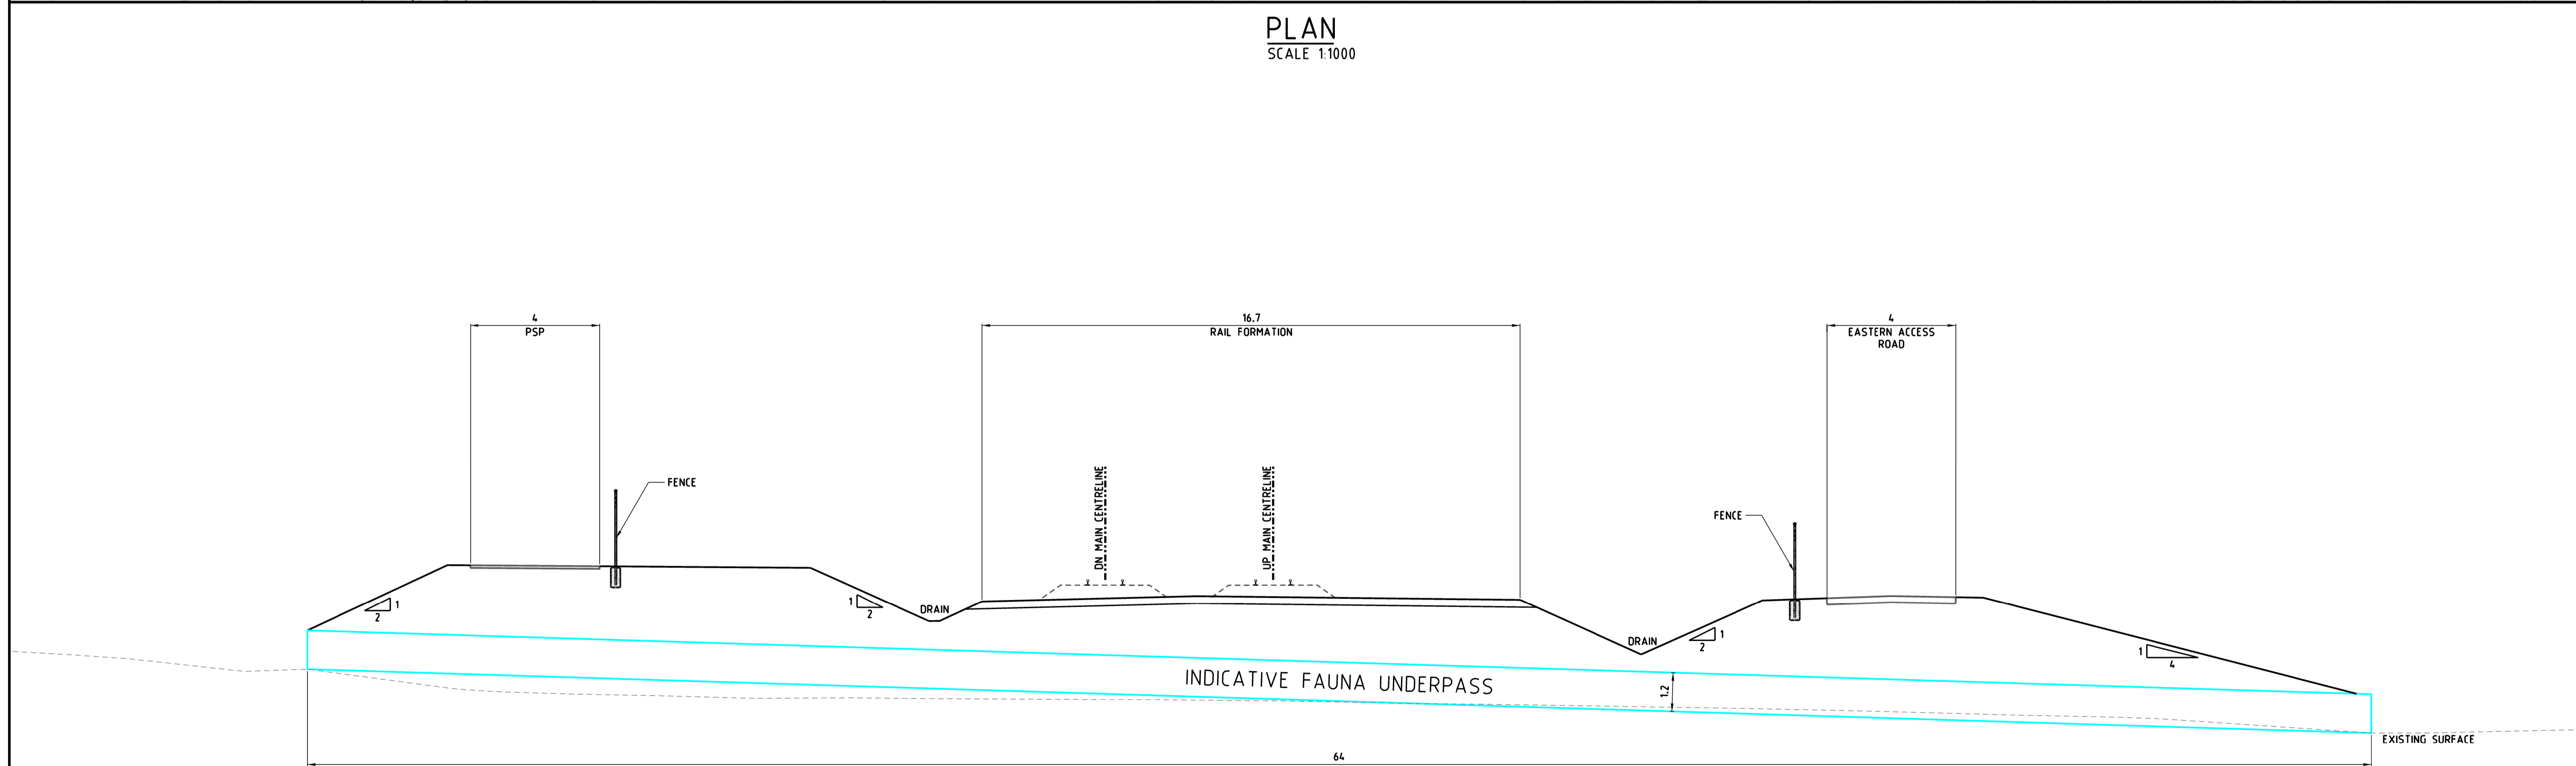 PLAN
SCALE 1:1000
4
PSP
16.7
RAIL FORMATION
4
EASTERN ACCESS
ROAD
DN MAIN CENTRELINE
UP MAIN CENTRELINE
FENCE
FENCE
1
2
1
2
DRAIN
DRAIN
1
2
1
4
INDICATIVE FAUNA UNDERPASS
1.2
EXISTING SURFACE
64